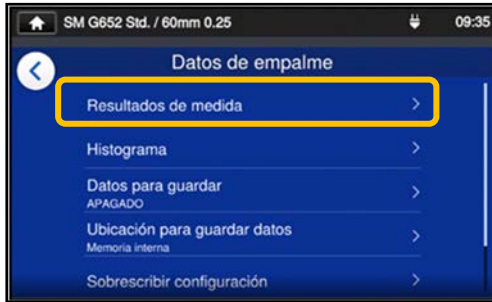 SM G652 Std. / 60mm 0.25 09:35
Datos de empalme
Resultados de medida
Histograma
Datos para guardar
APAGADO
Ubicación para guardar datos
Memoria interna
Sobrescribir configuración